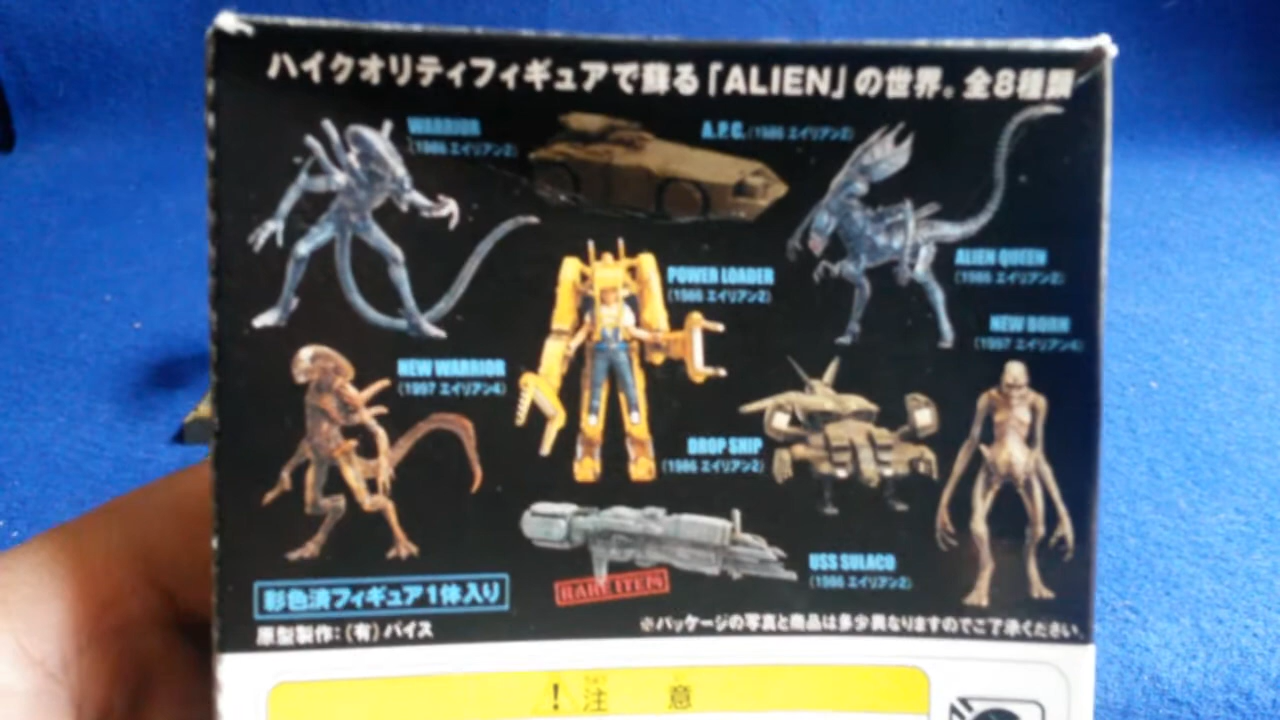 ハイクオリティフィギュアで蘇る「ALIEN」の世界。全8種類
WARRIOR
(1986 エイリアン2)
A.P.C. (1986 エイリアン2)
ALIEN QUEEN
(1986 エイリアン2)
POWER LOADER
(1986 エイリアン2)
NEW BORN
(1997 エイリアン4)
NEW WARRIOR
(1997 エイリアン4)
DROP SHIP
(1986 エイリアン2)
USS SULACO
(1986 エイリアン2)
RARE ITEM
彩色済フィギュア1体入り
原型製作:(有)バイス
※パッケージの写真と商品は多少異なりますのでご了承ください。
注意